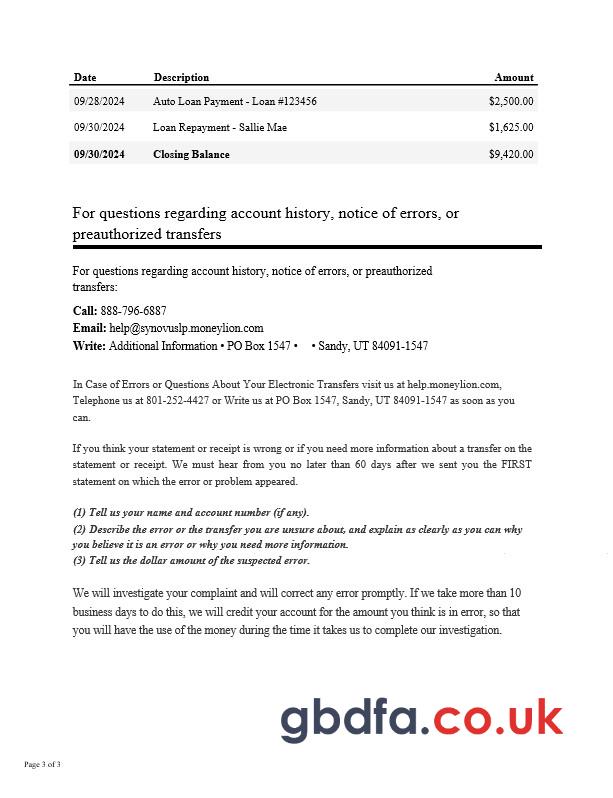 Date Description Amount
09/28/2024 Auto Loan Payment - Loan #123456 $2,500.00
09/30/2024 Loan Repayment - Sallie Mae $1,625.00
09/30/2024 Closing Balance $9,420.00
For questions regarding account history, notice of errors, or
preauthorized transfers
For questions regarding account history, notice of errors, or preauthorized
transfers:
Call: 888-796-6887
Email: help@synovuslp.moneylion.com
Write: Additional Information • PO Box 1547 • • Sandy, UT 84091-1547
In Case of Errors or Questions About Your Electronic Transfers visit us at help.moneylion.com,
Telephone us at 801-252-4427 or Write us at PO Box 1547, Sandy, UT 84091-1547 as soon as you
can.
If you think your statement or receipt is wrong or if you need more information about a transfer on the
statement or receipt. We must hear from you no later than 60 days after we sent you the FIRST
statement on which the error or problem appeared.
(1) Tell us your name and account number (if any).
(2) Describe the error or the transfer you are unsure about, and explain as clearly as you can why
you believe it is an error or why you need more information.
(3) Tell us the dollar amount of the suspected error.
We will investigate your complaint and will correct any error promptly. If we take more than 10
business days to do this, we will credit your account for the amount you think is in error, so that
you will have the use of the money during the time it takes us to complete our investigation.
gbdfa.co.uk
Page 3 of 3